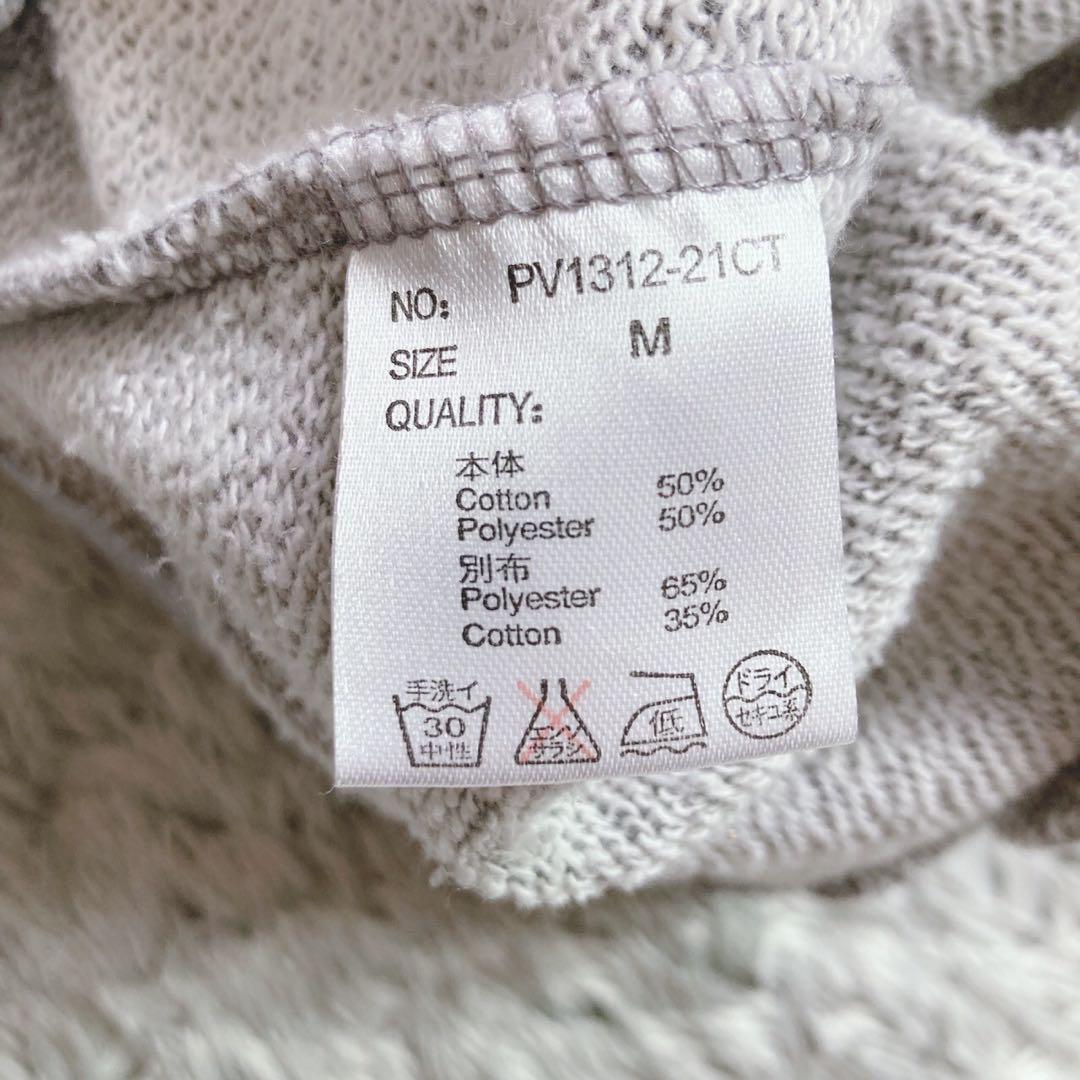 NO: PV1312-21CT
SIZE M
QUALITY:
本体
Cotton 50%
Polyester 50%
別布
Polyester 65%
Cotton 35%
手洗イ
30
中性
エンソ
サラシ
低
ドライ
セキユ系